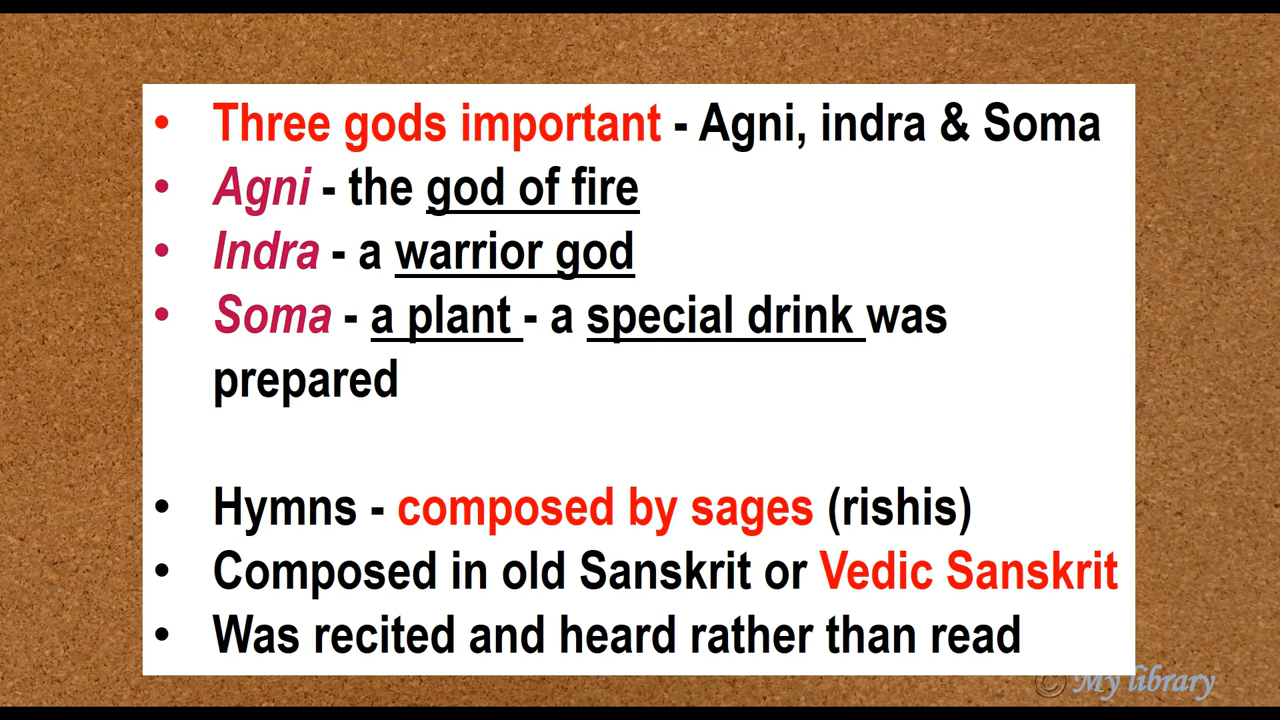 • Three gods important - Agni, indra & Soma
• Agni - the god of fire
• Indra - a warrior god
• Soma - a plant - a special drink was
prepared
• Hymns - composed by sages (rishis)
• Composed in old Sanskrit or Vedic Sanskrit
• Was recited and heard rather than read
© My library